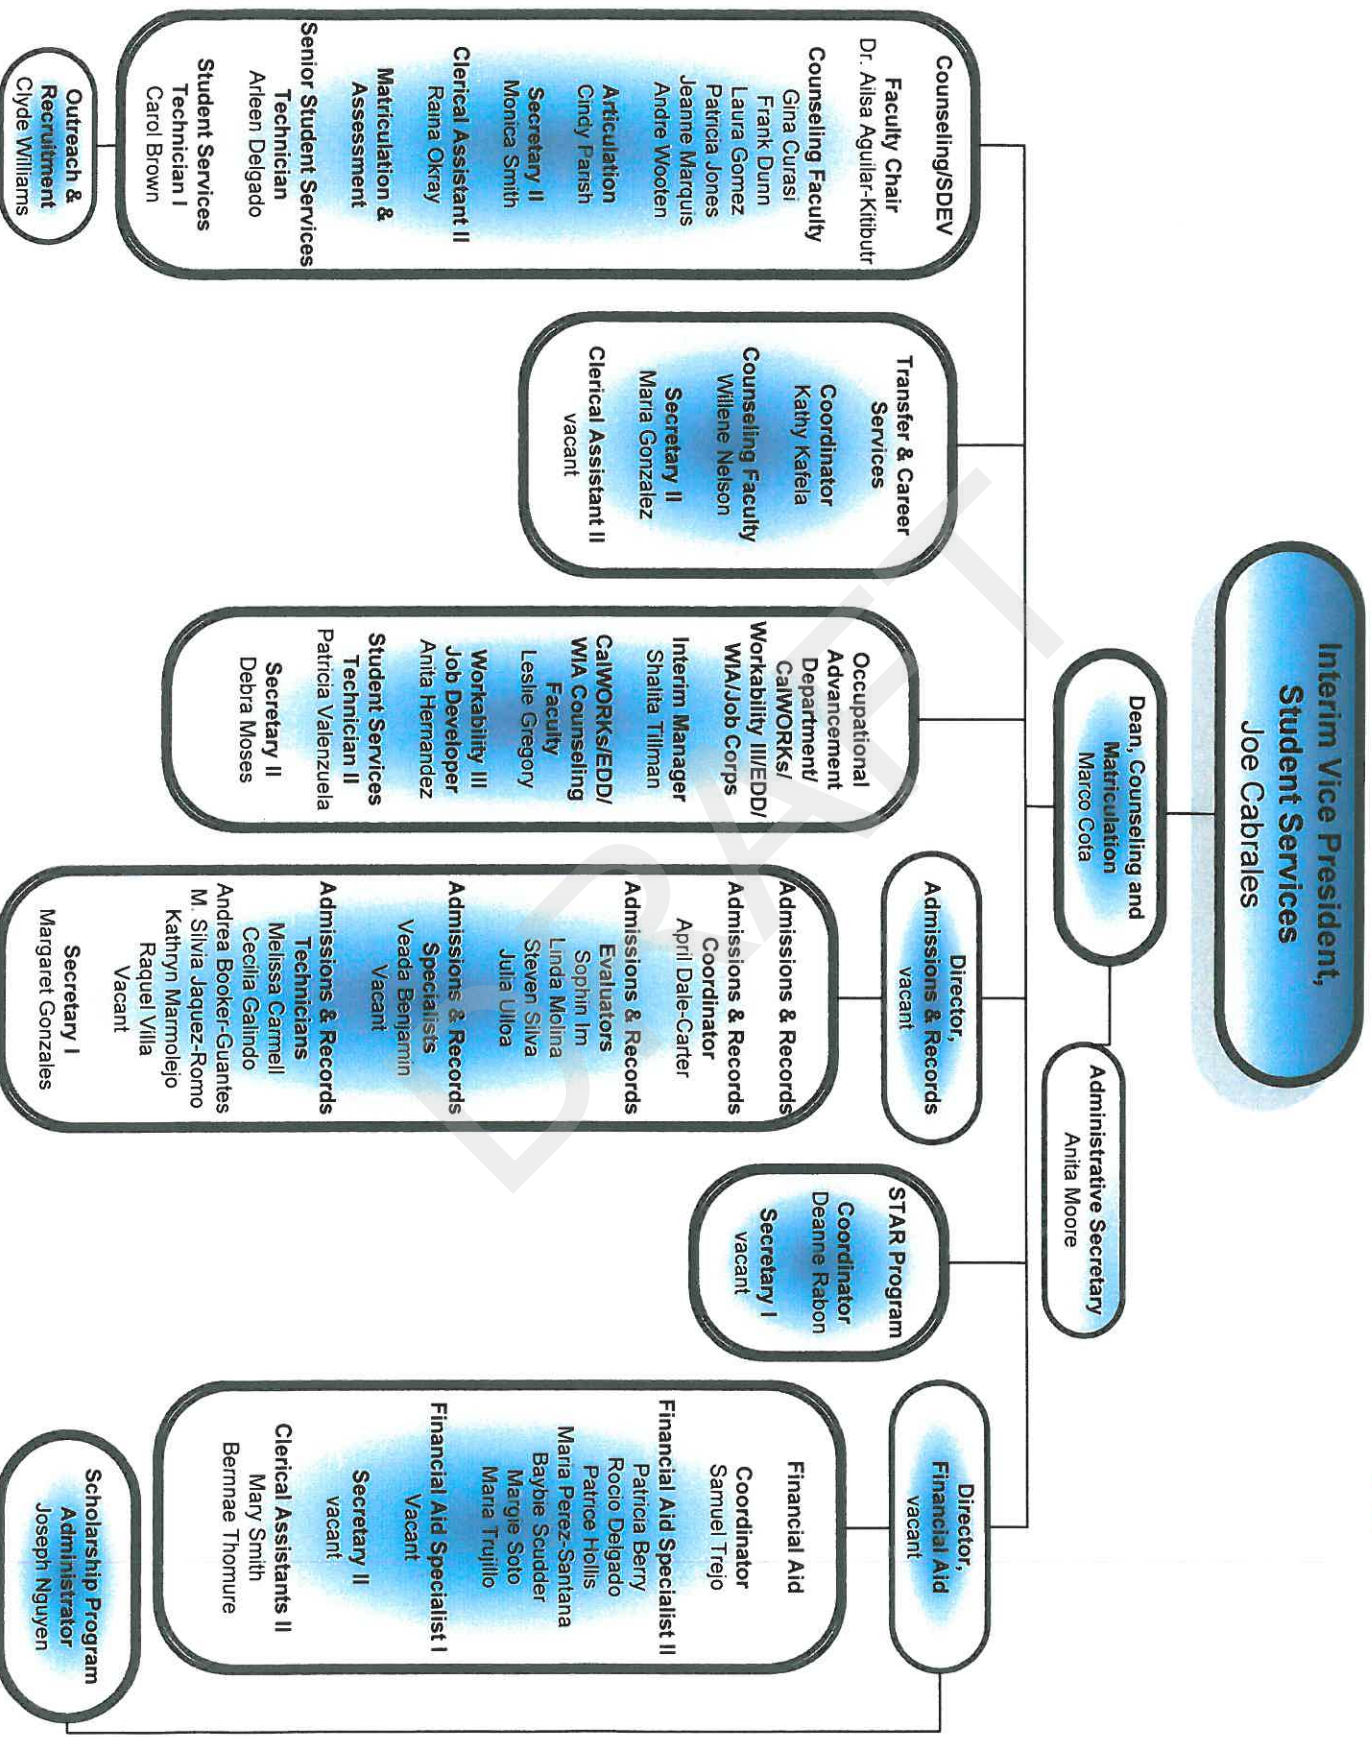 Interim Vice President,
Student Services
Joe Cabrales
Dean, Counseling and
Matriculation
Marco Cota
Administrative Secretary
Anita Moore
Counseling/SDEV
Faculty Chair
Dr. Ailsa Aguilar-Kitibutr
Counseling Faculty
Gina Curasi
Frank Dunn
Laura Gomez
Patricia Jones
Jeanne Marquis
Andre Wooten
Articulation
Cindy Parish
Secretary II
Monica Smith
Clerical Assistant II
Raina Okray
Matriculation &
Assessment
Senior Student Services
Technician
Arleen Delgado
Student Services
Technician I
Carol Brown
Outreach &
Recruitment
Clyde Williams
Transfer & Career
Services
Coordinator
Kathy Kafela
Counseling Faculty
Willene Nelson
Secretary II
Maria Gonzalez
Clerical Assistant II
vacant
Occupational
Advancement
Department/
CalWORKs/
Workability III/EDD/
WIA/Job Corps
Interim Manager
Shalita Tillman
CalWORKs/EDD/
WIA Counseling
Faculty
Leslie Gregory
Workability III
Job Developer
Anita Hernandez
Student Services
Technician II
Patricia Valenzuela
Secretary II
Debra Moses
Director,
Admissions & Records
vacant
Admissions & Records
Admissions & Records
Coordinator
April Dale-Carter
Admissions & Records
Evaluators
Sophin Im
Linda Molina
Steven Silva
Julia Ulloa
Admissions & Records
Specialists
Veada Benjamin
Vacant
Admissions & Records
Technicians
Melissa Carmell
Cecilia Galindo
Andrea Booker-Guantes
M. Silvia Jaquez-Romo
Kathryn Marmolejo
Raquel Villa
Vacant
Secretary I
Margaret Gonzales
STAR Program
Coordinator
Deanne Rabon
Secretary I
vacant
Director,
Financial Aid
vacant
Financial Aid
Coordinator
Samuel Trejo
Financial Aid Specialist II
Patricia Berry
Rocio Delgado
Patrice Hollis
Maria Perez-Santana
Baybie Scudder
Margie Soto
Maria Trujillo
Financial Aid Specialist I
Vacant
Secretary II
vacant
Clerical Assistants II
Mary Smith
Bernnae Thomure
Scholarship Program
Administrator
Joseph Nguyen
DRAFT